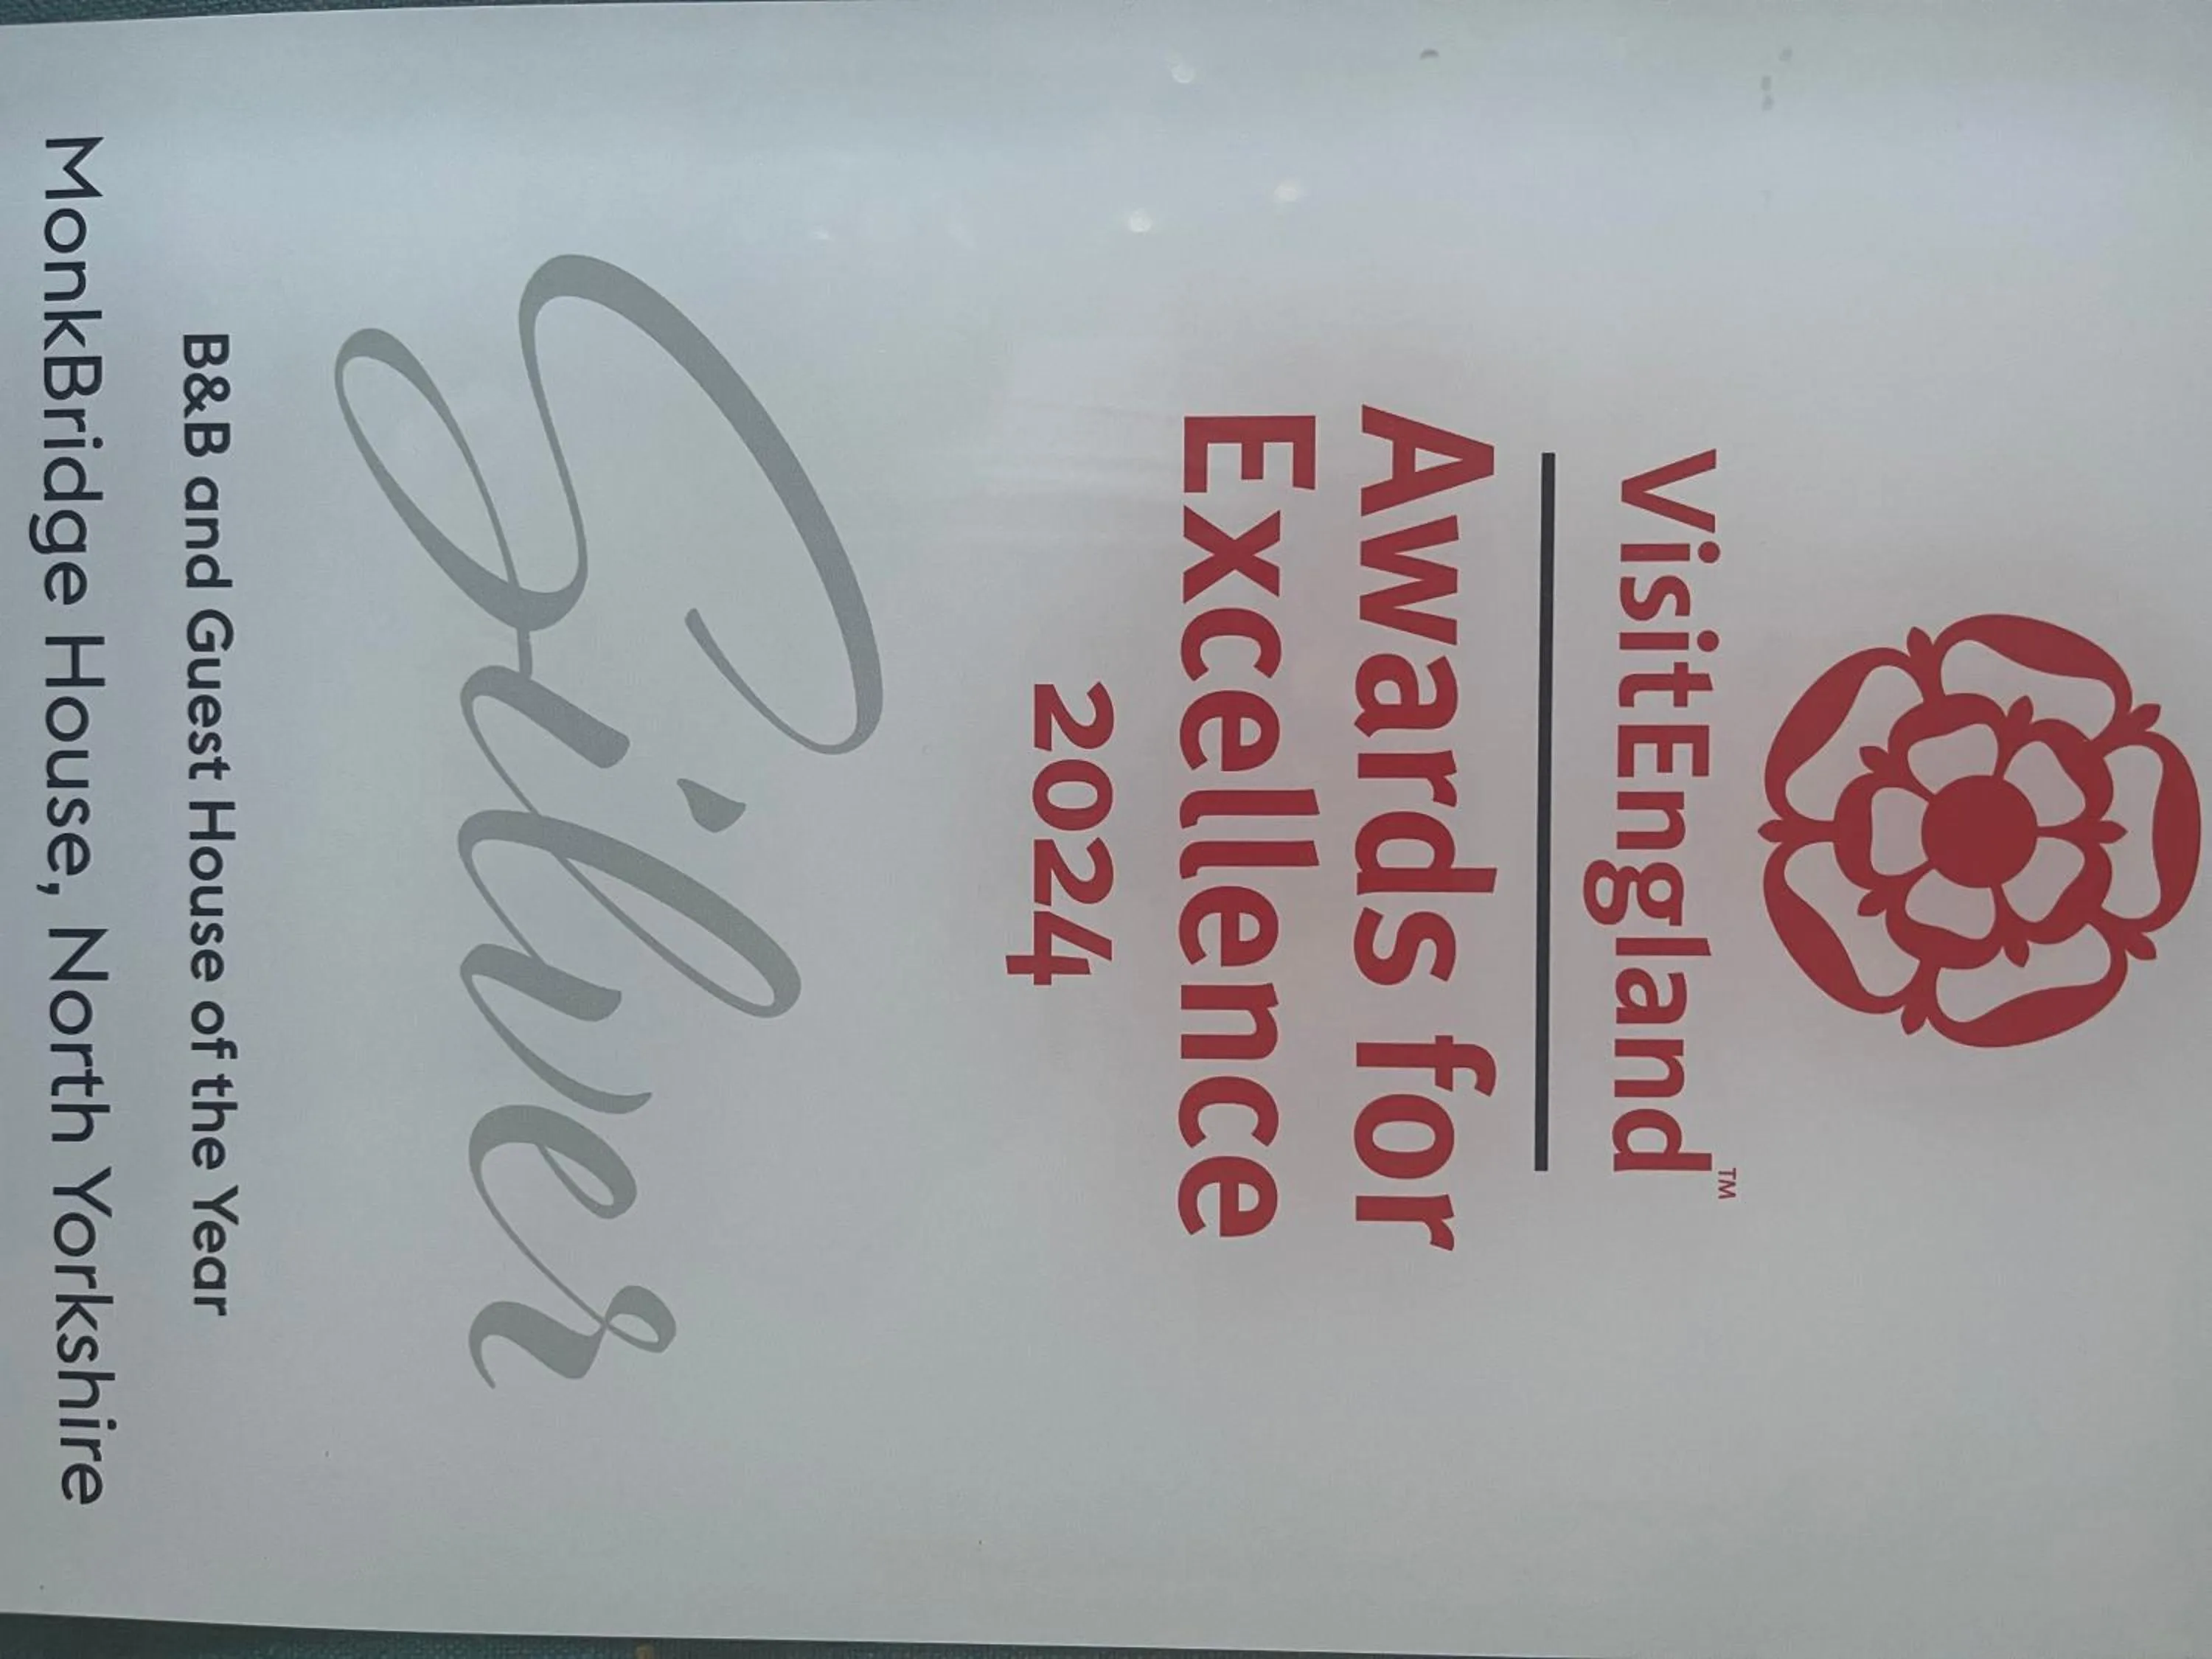 VisitEngland™
Awards for
Excellence
2024
Silver
B&B and Guest House of the Year
MonkBridge House, North Yorkshire